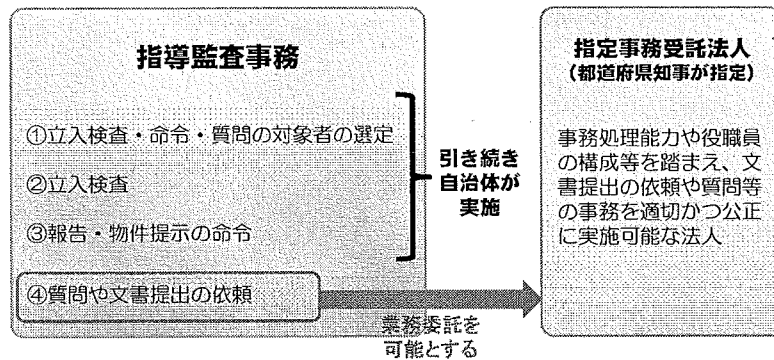 指導監査事務
①立入検査・命令・質問の対象者の選定
②立入検査
③報告・物件提示の命令
④質問や文書提出の依頼
引き続き
自治体が
実施
業務委託を
可能とする
指定事務受託法人
（都道府県知事が指定）
事務処理能力や役職員
の構成等を踏まえ、文
書提出の依頼や質問等
の事務を適切かつ公正
に実施可能な法人